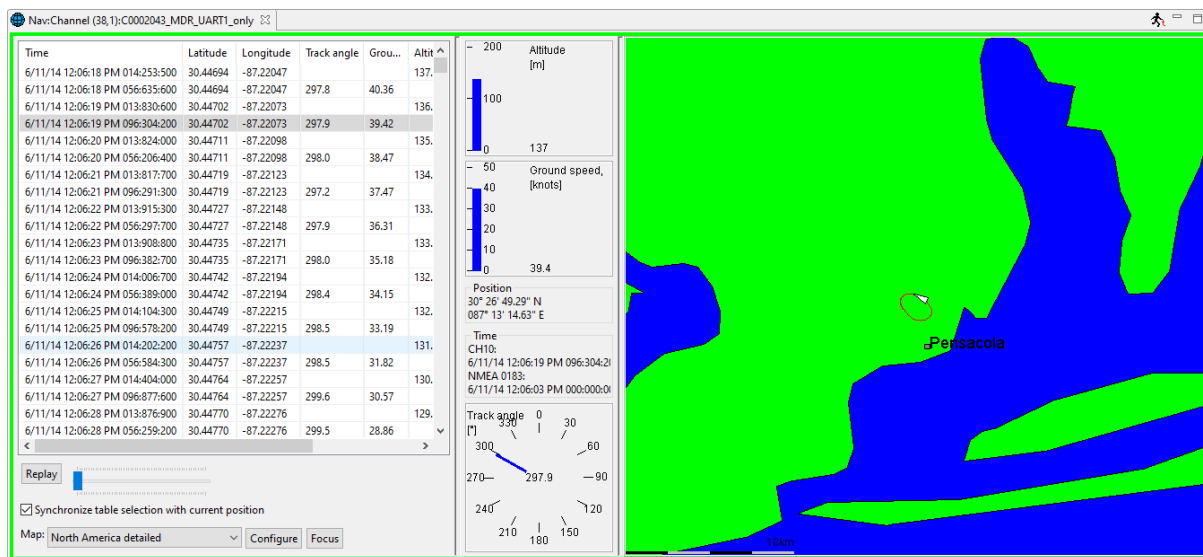 Nav:Channel (38,1):C0002043_MDR_UART1_only
Time Latitude Longitude Track angle Grou... Altit
6/11/14 12:06:18 PM 014:253:500 30.44694 -87.22047 137.
6/11/14 12:06:18 PM 056:635:600 30.44694 -87.22047 297.8 40.36
6/11/14 12:06:19 PM 013:830:600 30.44702 -87.22073 136.
6/11/14 12:06:19 PM 096:304:200 30.44702 -87.22073 297.9 39.42
6/11/14 12:06:20 PM 013:824:000 30.44711 -87.22098 135.
6/11/14 12:06:20 PM 056:206:400 30.44711 -87.22098 298.0 38.47
6/11/14 12:06:21 PM 013:817:700 30.44719 -87.22123 134.
6/11/14 12:06:21 PM 096:291:300 30.44719 -87.22123 297.2 37.47
6/11/14 12:06:22 PM 013:915:300 30.44727 -87.22148 133.
6/11/14 12:06:22 PM 056:297:700 30.44727 -87.22148 297.9 36.31
6/11/14 12:06:23 PM 013:908:800 30.44735 -87.22171 133.
6/11/14 12:06:23 PM 096:382:700 30.44735 -87.22171 298.0 35.18
6/11/14 12:06:24 PM 014:006:700 30.44742 -87.22194 132.
6/11/14 12:06:24 PM 056:389:000 30.44742 -87.22194 298.4 34.15
6/11/14 12:06:25 PM 014:104:300 30.44749 -87.22215 132.
6/11/14 12:06:25 PM 096:578:200 30.44749 -87.22215 298.5 33.19
6/11/14 12:06:26 PM 014:202:200 30.44757 -87.22237 131.
6/11/14 12:06:26 PM 056:584:300 30.44757 -87.22237 298.5 31.82
6/11/14 12:06:27 PM 014:404:000 30.44764 -87.22257 130.
6/11/14 12:06:27 PM 096:877:600 30.44764 -87.22257 299.6 30.57
6/11/14 12:06:28 PM 013:876:900 30.44770 -87.22276 129.
6/11/14 12:06:28 PM 056:259:200 30.44770 -87.22276 299.5 28.86
Replay
Synchronize table selection with current position
Map: North America detailed Configure Focus
200 Altitude
[m]
100
0 137
50 Ground speed,
40 [knots]
30
20
10
0 39.4
Position
30° 26' 49.29" N
087° 13' 14.63" E
Time
CH10:
6/11/14 12:06:19 PM 096:304:20
NMEA 0183:
6/11/14 12:06:03 PM 000:000:00
Track angle
[°]
0
330 30
300 60
270 297.9 90
240 120
210 150
180
Pensacola
10km